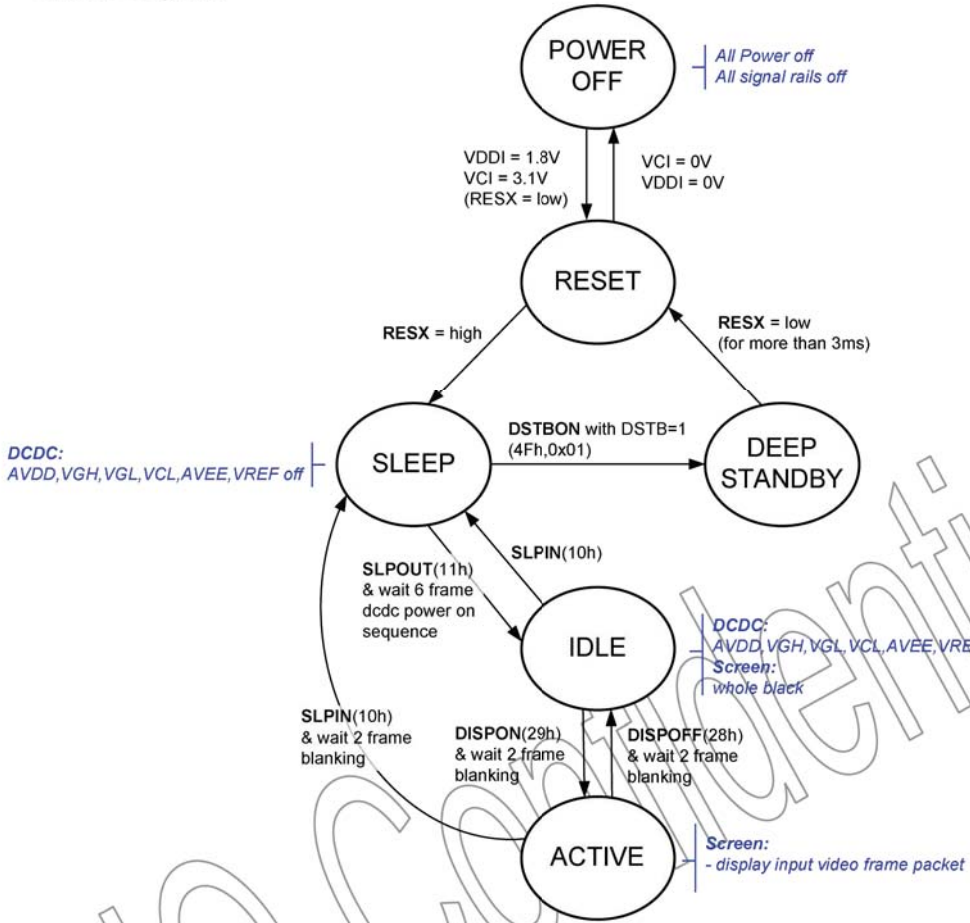 POWER
OFF
All Power off
All signal rails off
VDDI = 1.8V
VCI = 3.1V
(RESX = low)
VCI = 0V
VDDI = 0V
RESET
RESX = high
RESX = low
(for more than 3ms)
DCDC:
AVDD,VGH,VGL,VCL,AVEE,VREF off
SLEEP
DSTBON with DSTB=1
(4Fh,0x01)
DEEP
STANDBY
SLPOUT(11h)
& wait 6 frame
dcdc power on
sequence
SLPIN(10h)
IDLE
DCDC:
AVDD,VGH,VGL,VCL,AVEE,VRE
Screen:
whole black
SLPIN(10h)
& wait 2 frame
blanking
DISPON(29h)
& wait 2 frame
blanking
DISPOFF(28h)
& wait 2 frame
blanking
ACTIVE
Screen:
- display input video frame packet